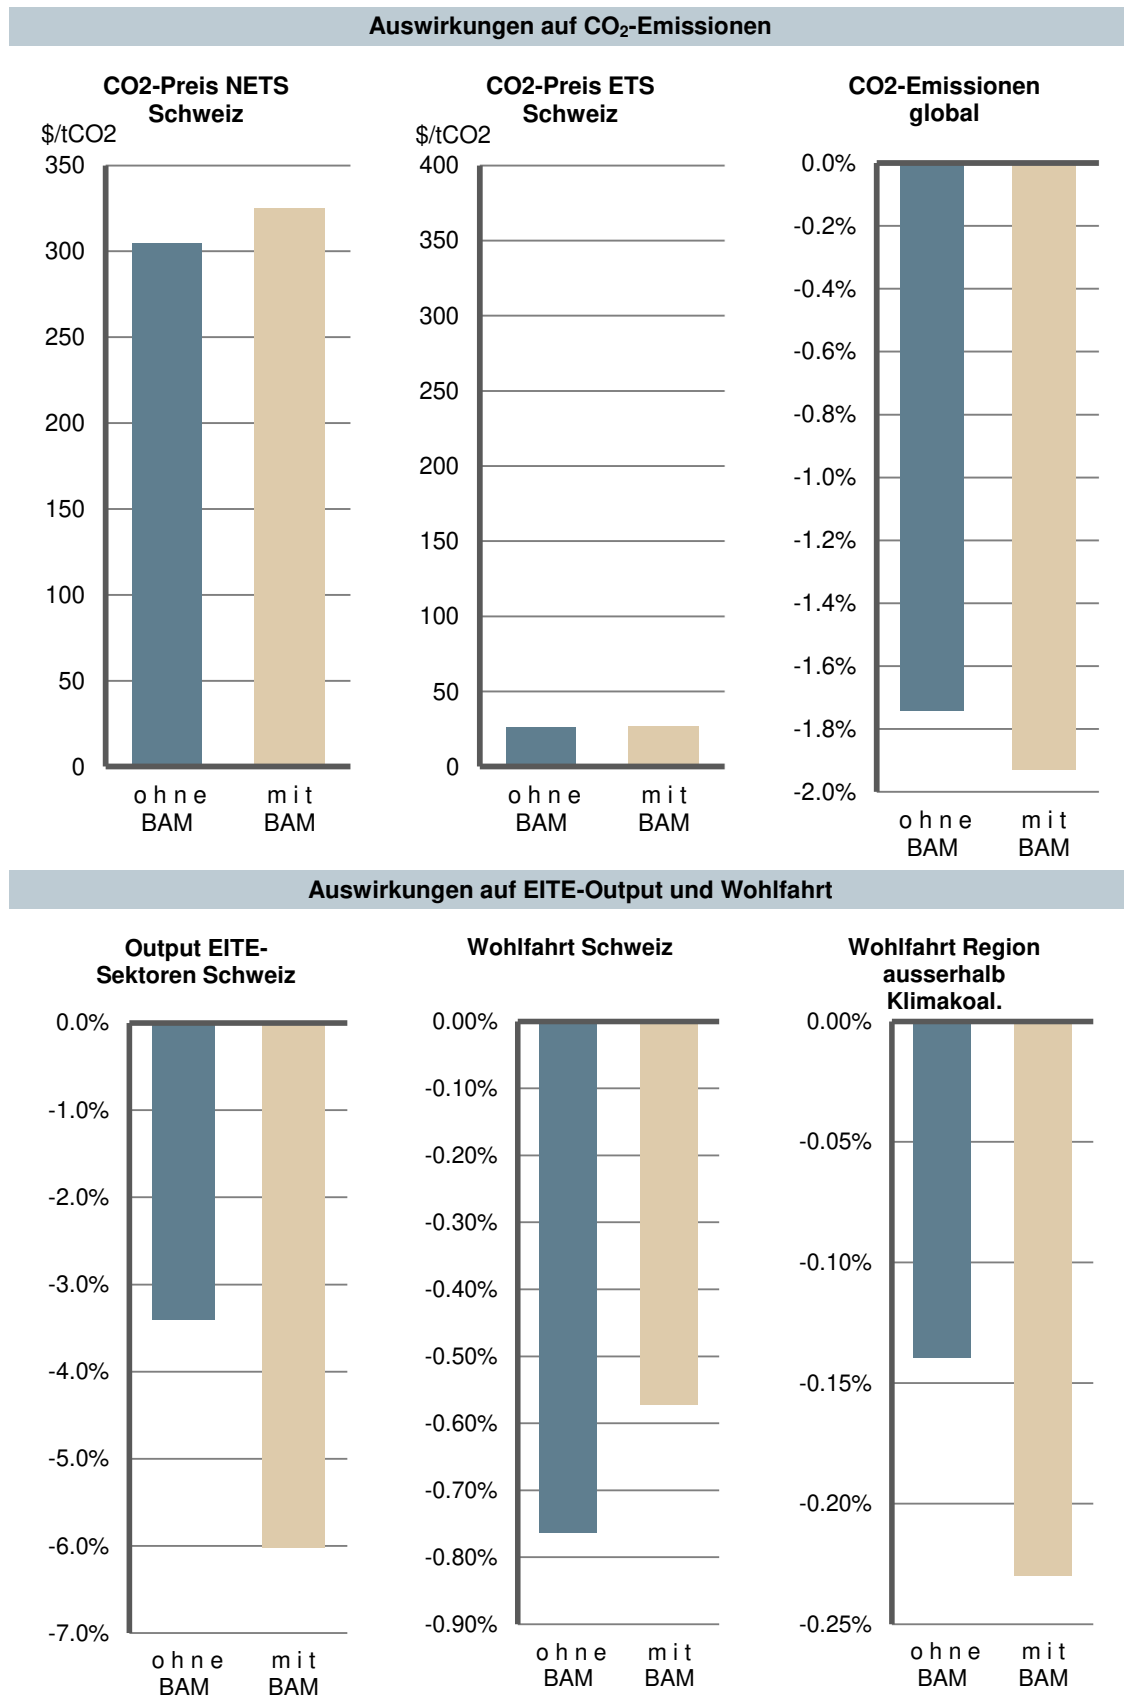 Auswirkungen auf CO₂-Emissionen
CO2-Preis NETS
Schweiz
$/tCO2
350
300
250
200
150
100
50
0
ohne
BAM
mit
BAM
CO2-Preis ETS
Schweiz
$/tCO2
400
350
300
250
200
150
100
50
0
ohne
BAM
mit
BAM
CO2-Emissionen
global
0.0%
-0.2%
-0.4%
-0.6%
-0.8%
-1.0%
-1.2%
-1.4%
-1.6%
-1.8%
-2.0%
ohne
BAM
mit
BAM
Auswirkungen auf EITE-Output und Wohlfahrt
Output EITE-
Sektoren Schweiz
0.0%
-1.0%
-2.0%
-3.0%
-4.0%
-5.0%
-6.0%
-7.0%
ohne
BAM
mit
BAM
Wohlfahrt Schweiz
0.00%
-0.10%
-0.20%
-0.30%
-0.40%
-0.50%
-0.60%
-0.70%
-0.80%
-0.90%
ohne
BAM
mit
BAM
Wohlfahrt Region
ausserhalb
Klimakoal.
0.00%
-0.05%
-0.10%
-0.15%
-0.20%
-0.25%
ohne
BAM
mit
BAM